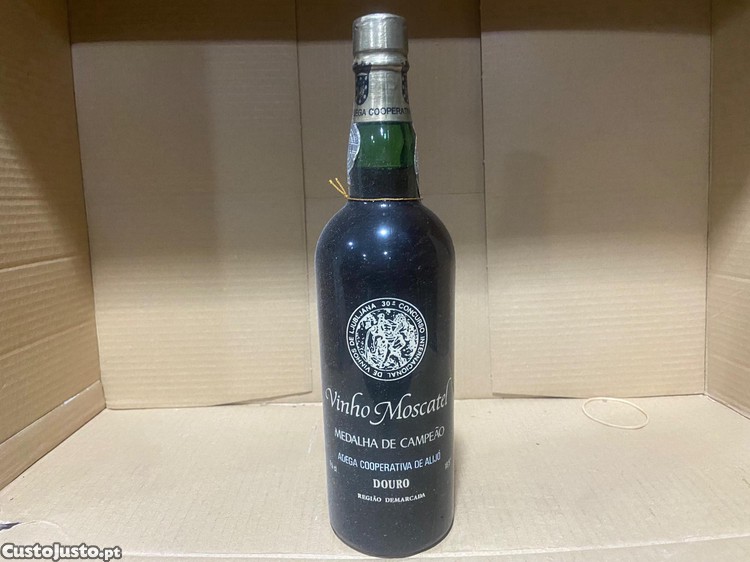 ADEGA COOPERATIVA
30º CONCURSO INTERNACIONAL DE VINHOS DE LJUBLJANA
Vinho Moscatel
MEDALHA DE CAMPEÃO
ADEGA COOPERATIVA DE ALIJÓ
DOURO
REGIÃO DEMARCADA
CustoJusto.pt